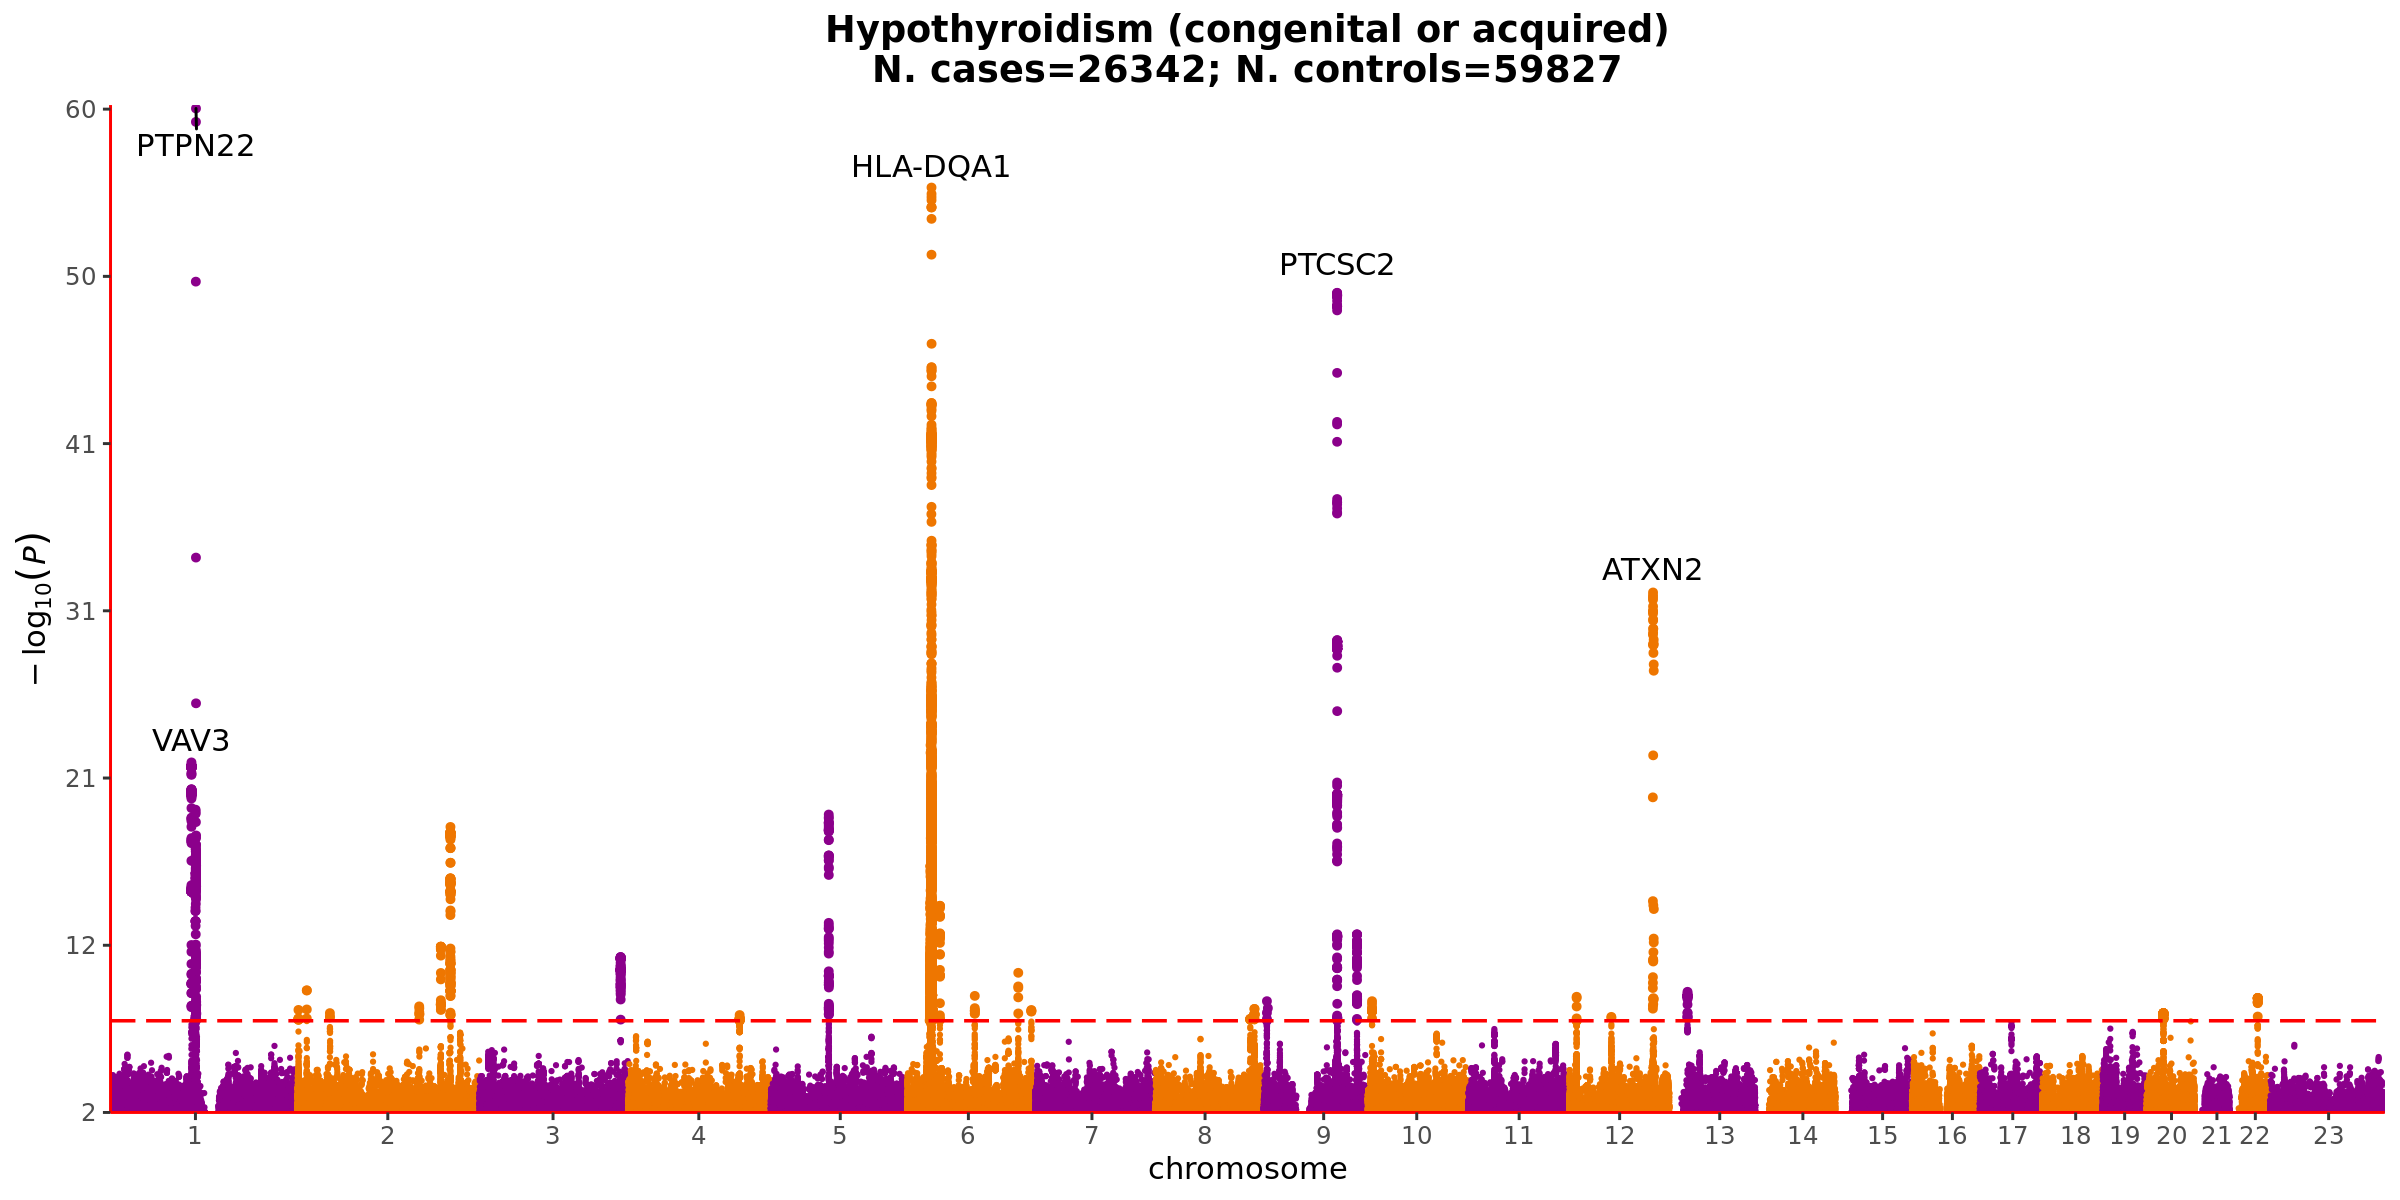 Hypothyroidism (congenital or acquired)
N. cases=26342; N. controls=59827
60
PTPN22
HLA-DQA1
50
PTCSC2
41
− log10(P)
31
ATXN2
VAV3
21
12
2
1 2 3 4 5 6 7 8 9 10 11 12 13 14 15 16 17 18 19 20 21 22 23
chromosome